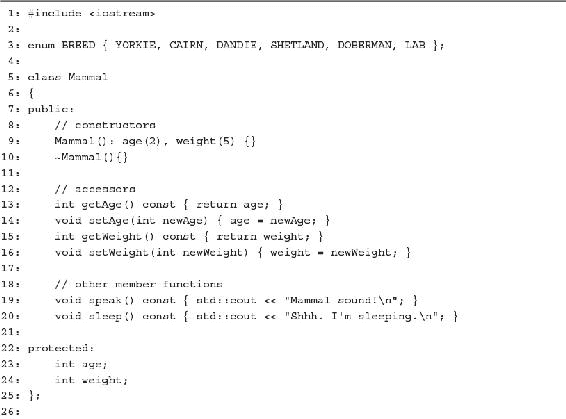 1: #include <iostream>
2:
3: enum BREED { YORKIE, CAIRN, DANDIE, SHETLAND, DOBERMAN, LAB };
4:
5: class Mammal
6: {
7: public:
8:     // constructors
9:     Mammal(): age(2), weight(5) {}
10:     ~Mammal(){}
11:
12:     // accessors
13:     int getAge() const { return age; }
14:     void setAge(int newAge) { age = newAge; }
15:     int getWeight() const { return weight; }
16:     void setWeight(int newWeight) { weight = newWeight; }
17:
18:     // other member functions
19:     void speak() const { std::cout << "Mammal sound!\n"; }
20:     void sleep() const { std::cout << "Shhh. I'm sleeping.\n"; }
21:
22: protected:
23:     int age;
24:     int weight;
25: };
26: